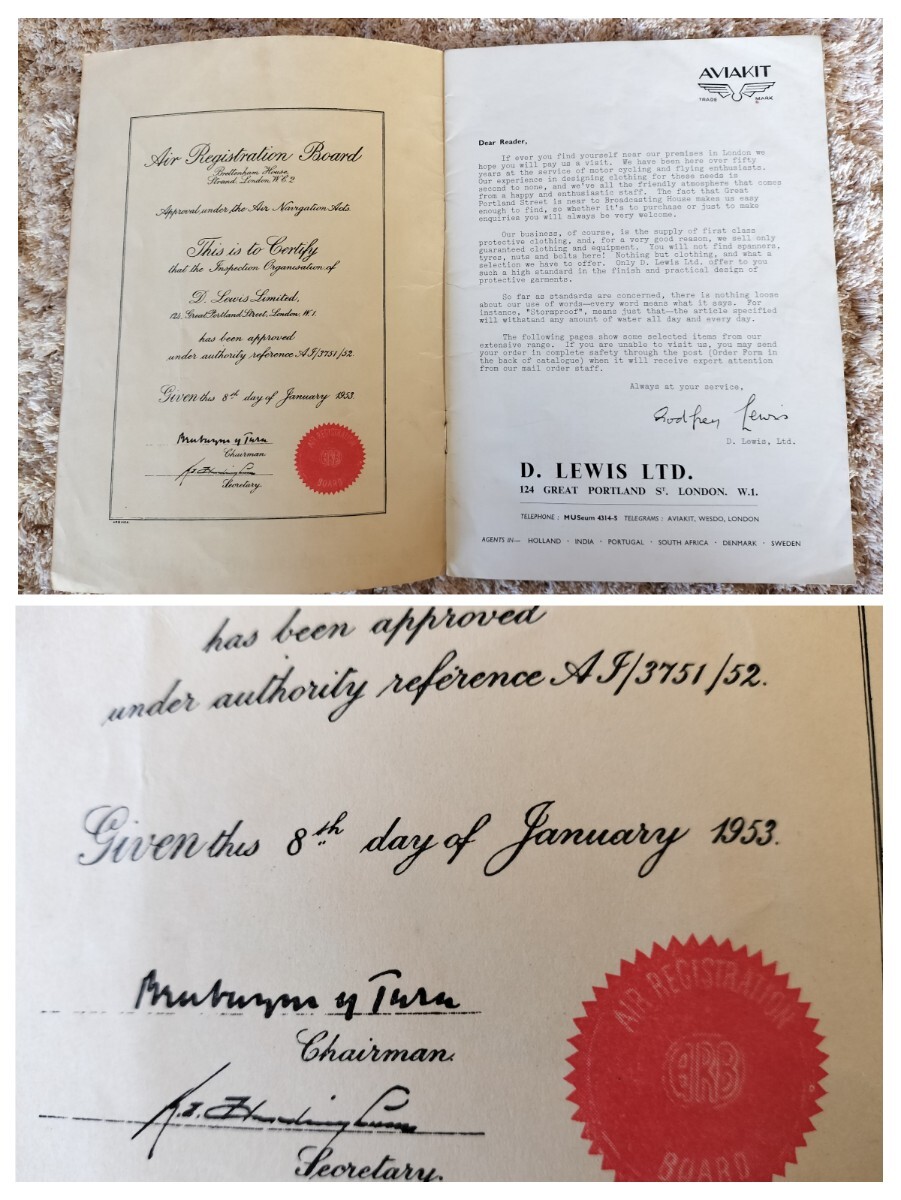 Air Registration Board
Brettenham House,
Strand, London, W.C.2
Approval under the Air Navigation Acts.
This is to Certify
that the Inspection Organisation of
D. Lewis Limited,
124, Great Portland Street, London, W.1.
has been approved
under authority reference AI/3751/52.
Given this 8th day of January 1953.
Chairman.
Secretary.
AIR REGISTRATION
ARB
BOARD
AVIAKIT
TRADE MARK
Dear Reader,
If ever you find yourself near our premises in London we
hope you will pay us a visit. We have been here over fifty
years at the service of motor cycling and flying enthusiasts.
Our experience in designing clothing for these needs is
second to none, and we've all the friendly atmosphere that comes
from a happy and enthusiastic staff. The fact that Great
Portland Street is near to Broadcasting House makes us easy
enough to find, so whether it's to purchase or just to make
enquiries you will always be very welcome.
Our business, of course, is the supply of first class
protective clothing, and, for a very good reason, we sell only
guaranteed clothing and equipment. You will not find spanners,
tyres, nuts and bolts here! Nothing but clothing, and what a
selection we have to offer. Only D. Lewis Ltd. offer to you
such a high standard in the finish and practical design of
protective garments.
So far as standards are concerned, there is nothing loose
about our use of words—every word means what it says. For
instance, "Stormproof", means just that—the article specified
will withstand any amount of water all day and every day.
The following pages show some selected items from our
extensive range. If you are unable to visit us, you may send
your order in complete safety through the post (Order Form in
the back of catalogue) when it will receive expert attention
from our mail order staff.
Always at your service,
Godfrey Lewis
D. Lewis, Ltd.
D. LEWIS LTD.
124 GREAT PORTLAND ST. LONDON. W.1.
TELEPHONE : MUSeum 4314-5 TELEGRAMS : AVIAKIT, WESDO, LONDON
AGENTS IN— HOLLAND · INDIA · PORTUGAL · SOUTH AFRICA · DENMARK · SWEDEN
has been approved
under authority reference AI/3751/52.
Given this 8th day of January 1953.
Chairman.
Secretary.
AIR REGISTRATION
ARB
BOARD